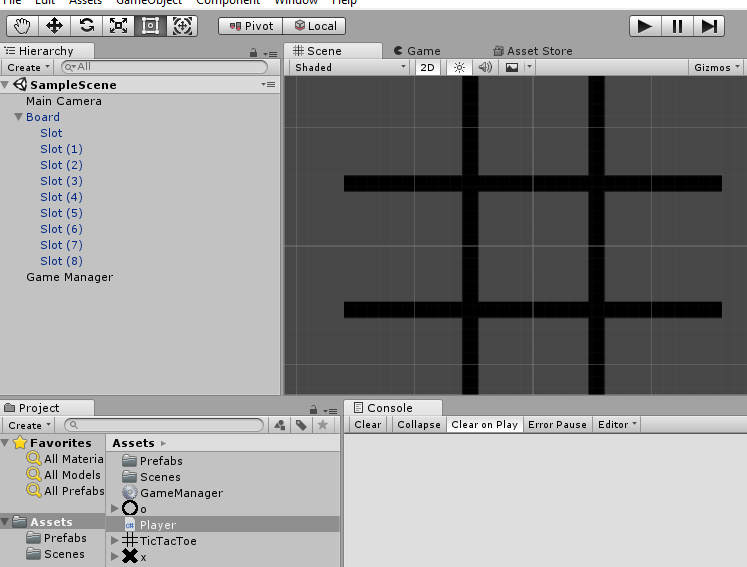 File Edit Assets GameObject Component Window Help
Pivot Local
Hierarchy
Create All
SampleScene
Main Camera
Board
Slot
Slot (1)
Slot (2)
Slot (3)
Slot (4)
Slot (5)
Slot (6)
Slot (7)
Slot (8)
Game Manager
Scene Game Asset Store
Shaded 2D Gizmos
Project
Create
Favorites
All Materia
All Models
All Prefabs
Assets
Prefabs
Scenes
Assets
Prefabs
Scenes
GameManager
o
Player
TicTacToe
x
Console
Clear Collapse Clear on Play Error Pause Editor